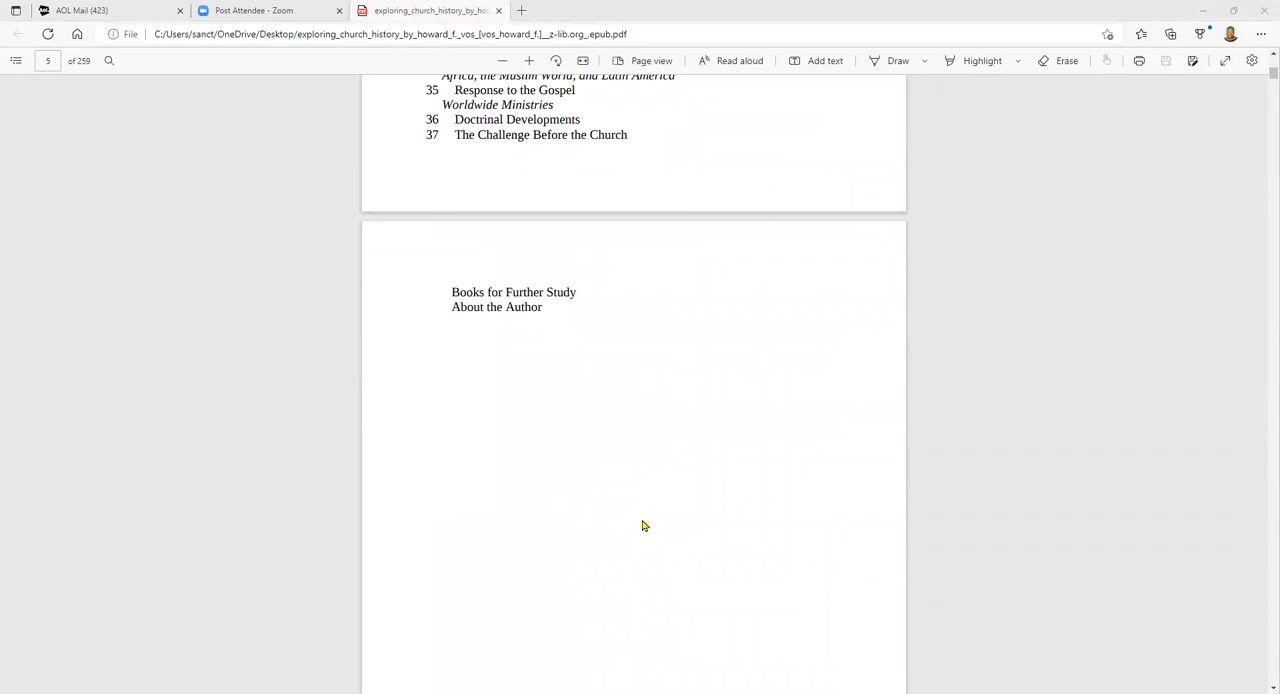 AOL Mail (423)
Post Attendee - Zoom
exploring_church_history_by_ho
File
C:/Users/sanct/OneDrive/Desktop/exploring_church_history_by_howard_f._vos_[vos_howard_f.]__z-lib.org_.epub.pdf
5 of 259
Page view
Read aloud
Add text
Draw
Highlight
Erase
Africa, the Muslim World, and Latin America
35 Response to the Gospel
Worldwide Ministries
36 Doctrinal Developments
37 The Challenge Before the Church
Books for Further Study
About the Author